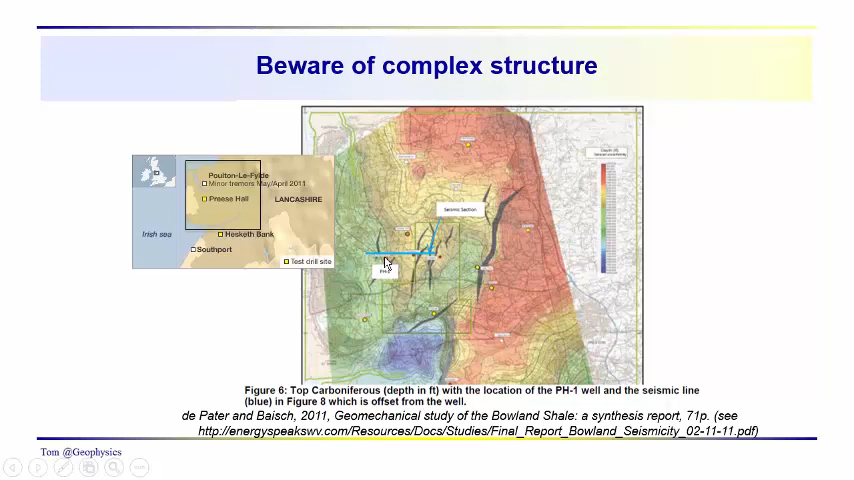 Beware of complex structure
Poulton-Le-Fylde
Minor tremors May/April 2011
Preese Hall
LANCASHIRE
Irish sea
Hesketh Bank
Southport
Test drill site
Seismic Section
Figure 6: Top Carboniferous (depth in ft) with the location of the PH-1 well and the seismic line
(blue) in Figure 8 which is offset from the well.
de Pater and Baisch, 2011, Geomechanical study of the Bowland Shale: a synthesis report, 71p. (see
http://energyspeakswv.com/Resources/Docs/Studies/Final_Report_Bowland_Seismicity_02-11-11.pdf)
Tom @Geophysics